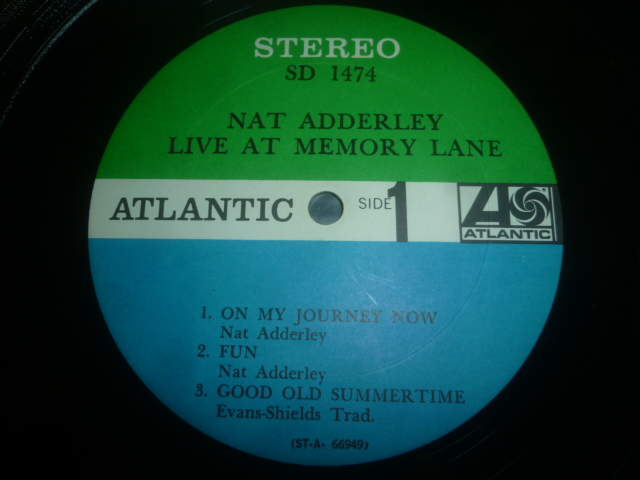 STEREO
SD 1474
NAT ADDERLEY
LIVE AT MEMORY LANE
ATLANTIC SIDE 1
ATLANTIC
1. ON MY JOURNEY NOW
Nat Adderley
2. FUN
Nat Adderley
3. GOOD OLD SUMMERTIME
Evans-Shields Trad.
(ST-A- 66949)